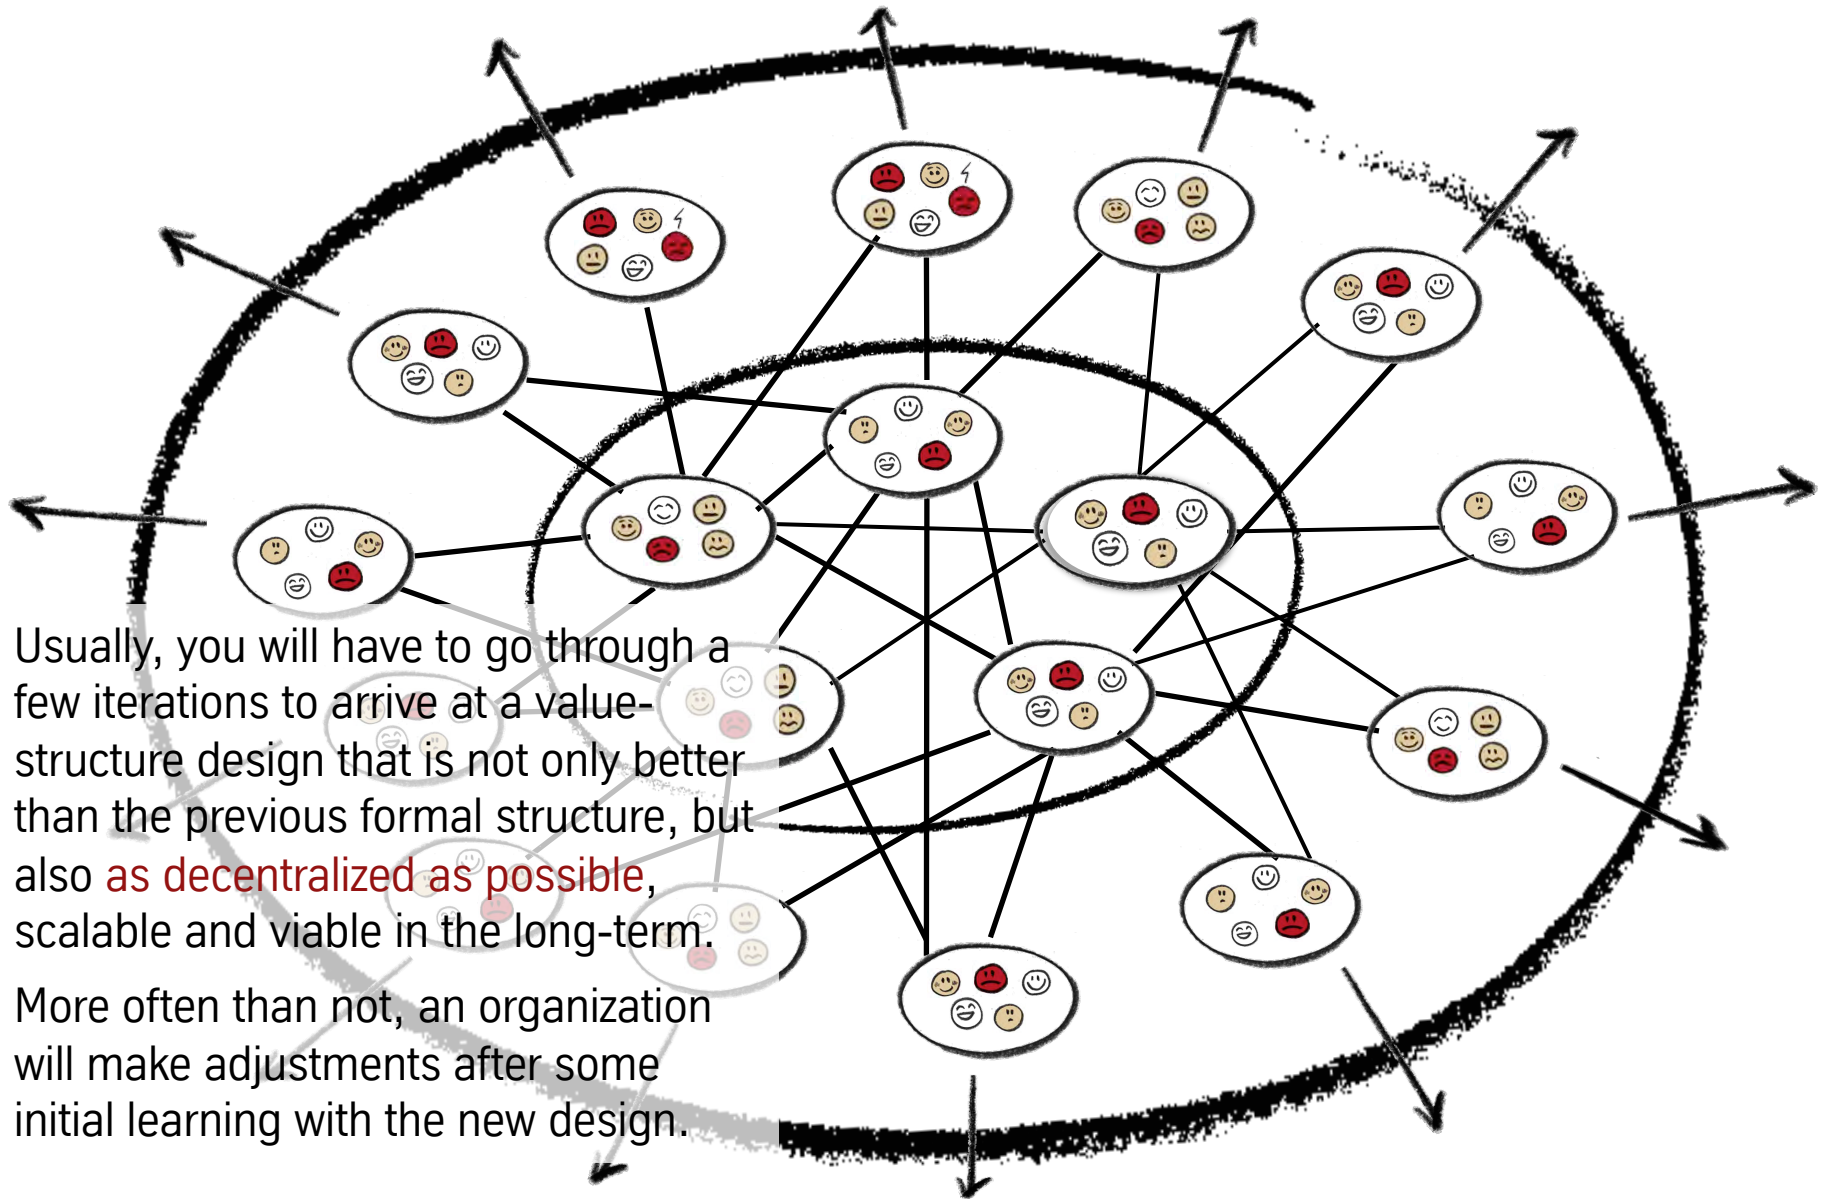 Usually, you will have to go through a
few iterations to arrive at a value-
structure design that is not only better
than the previous formal structure, but
also as decentralized as possible,
scalable and viable in the long-term.
More often than not, an organization
will make adjustments after some
initial learning with the new design.